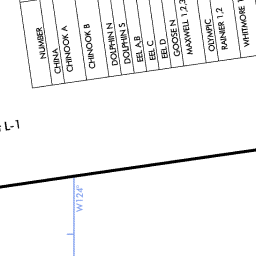 NUMBER
CHINA
CHINOOK A
CHINOOK B
DOLPHIN N
DOLPHIN S
EEL A,B
EEL C
EEL D
GOOSE N
MAXWELL 1,2,3
OLYMPIC
RAINIER 1,2
WHITMORE 1
L-1
W124°